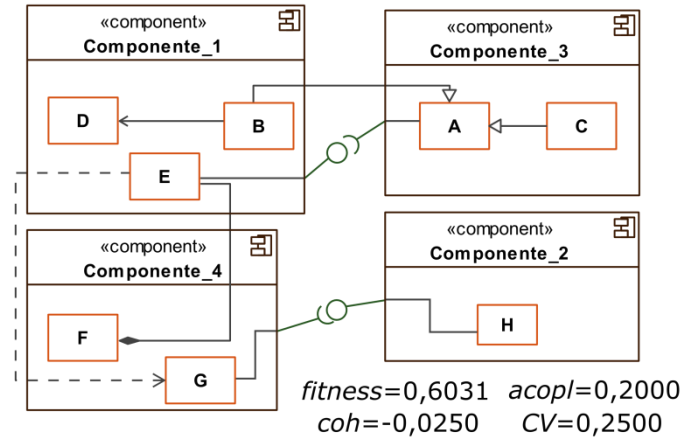 «component»
Componente_1
D
B
E
«component»
Componente_3
A
C
«component»
Componente_4
F
G
«component»
Componente_2
H
fitness=0,6031 acopl=0,2000
coh=-0,0250 CV=0,2500